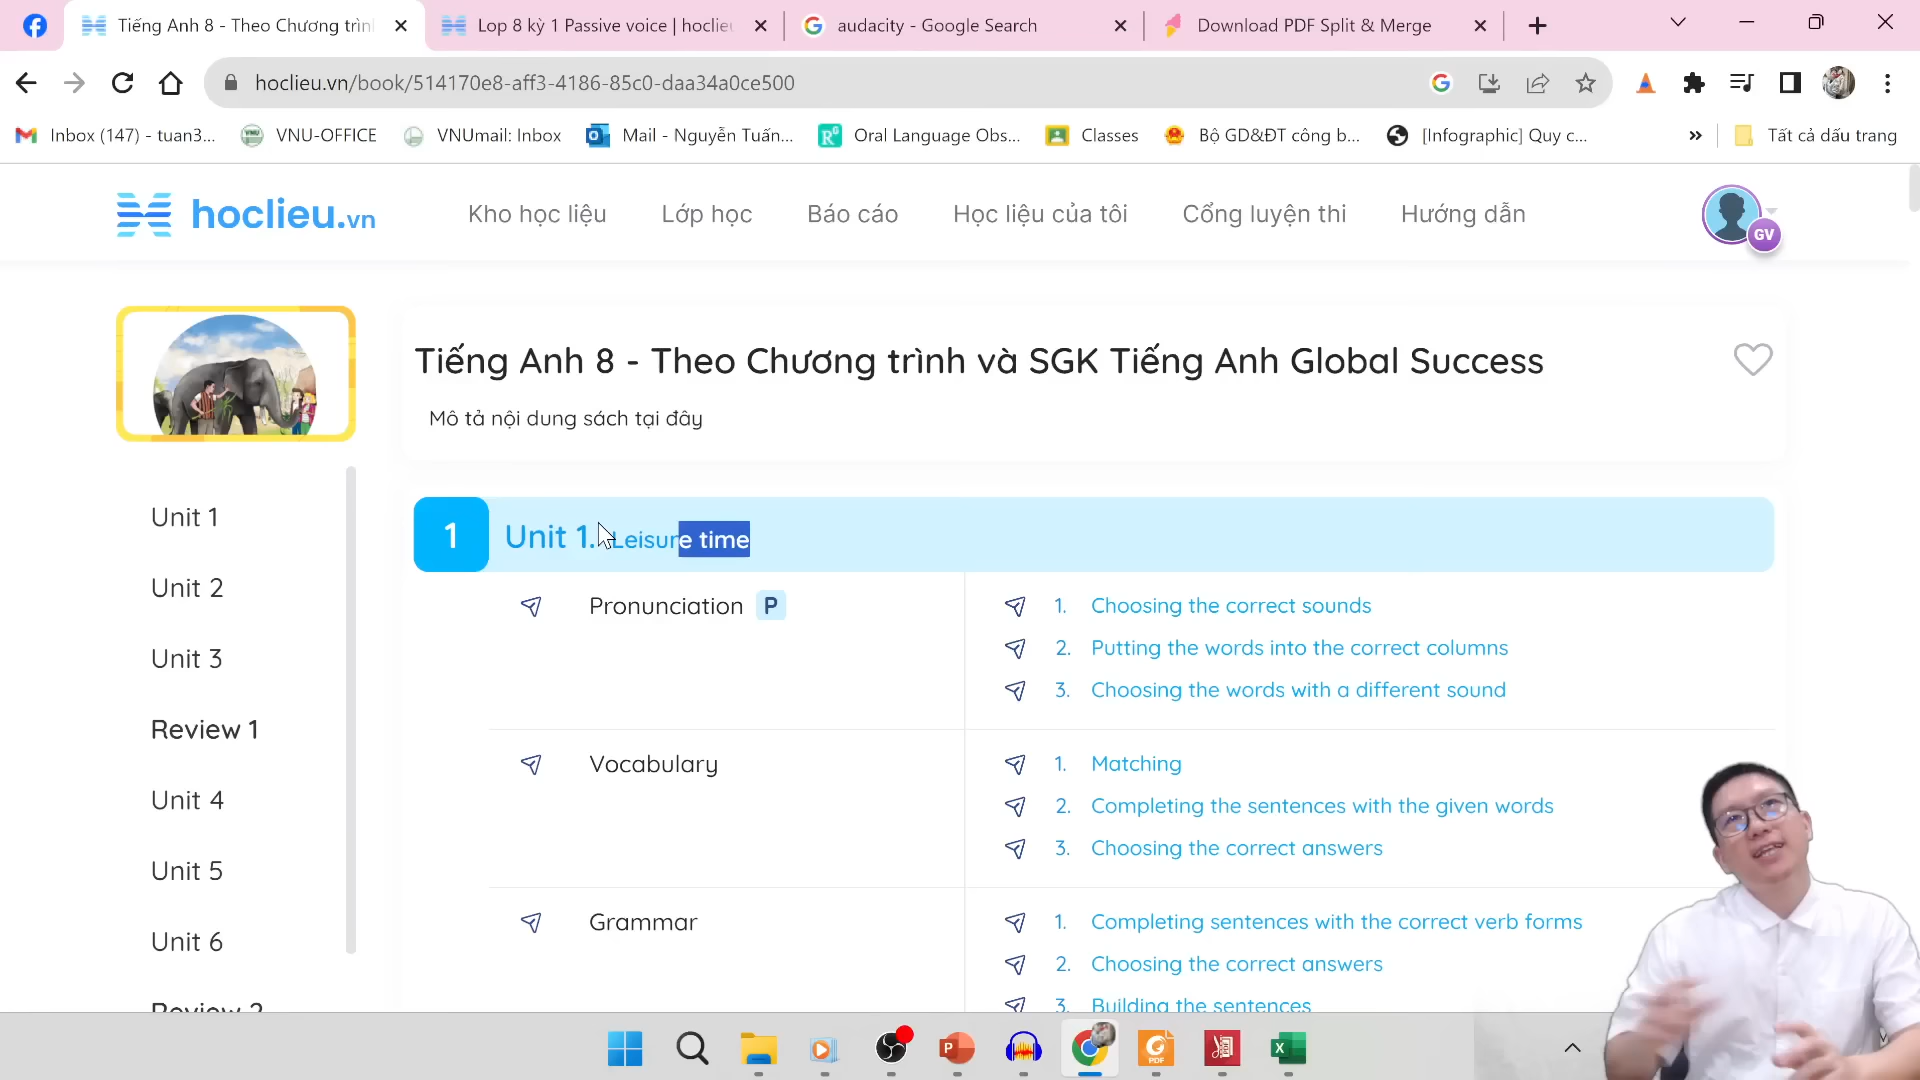 Tiếng Anh 8 - Theo Chương trìn
Lop 8 kỳ 1 Passive voice | hoclieu
audacity - Google Search
Download PDF Split & Merge
hoclieu.vn/book/514170e8-aff3-4186-85c0-daa34a0ce500
Inbox (147) - tuan3...
VNU-OFFICE
VNUmail: Inbox
Mail - Nguyễn Tuấn...
Oral Language Obs...
Classes
Bộ GD&ĐT công b...
[Infographic] Quy c...
»
Tất cả dấu trang
hoclieu.vn
Kho học liệu
Lớp học
Báo cáo
Học liệu của tôi
Cổng luyện thi
Hướng dẫn
GV
Tiếng Anh 8 - Theo Chương trình và SGK Tiếng Anh Global Success
Mô tả nội dung sách tại đây
Unit 1
Unit 2
Unit 3
Review 1
Unit 4
Unit 5
Unit 6
Review 2
1 Unit 1. Leisure time
Pronunciation P
1. Choosing the correct sounds
2. Putting the words into the correct columns
3. Choosing the words with a different sound
Vocabulary
1. Matching
2. Completing the sentences with the given words
3. Choosing the correct answers
Grammar
1. Completing sentences with the correct verb forms
2. Choosing the correct answers
3. Building the sentences